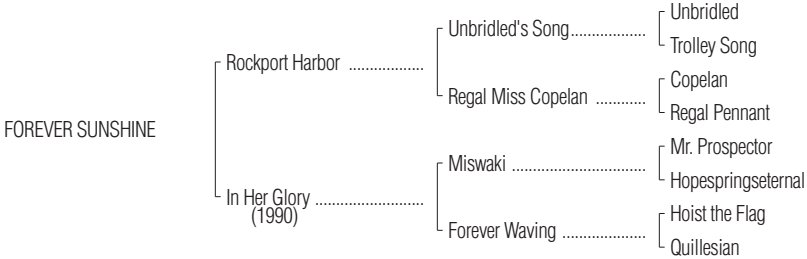 FOREVER SUNSHINE
Rockport Harbor ..................
In Her Glory ..........................
(1990)
Unbridled's Song..................
Regal Miss Copelan ............
Miswaki ................................
Forever Waving ....................
Unbridled
Trolley Song
Copelan
Regal Pennant
Mr. Prospector
Hopespringseternal
Hoist the Flag
Quillesian